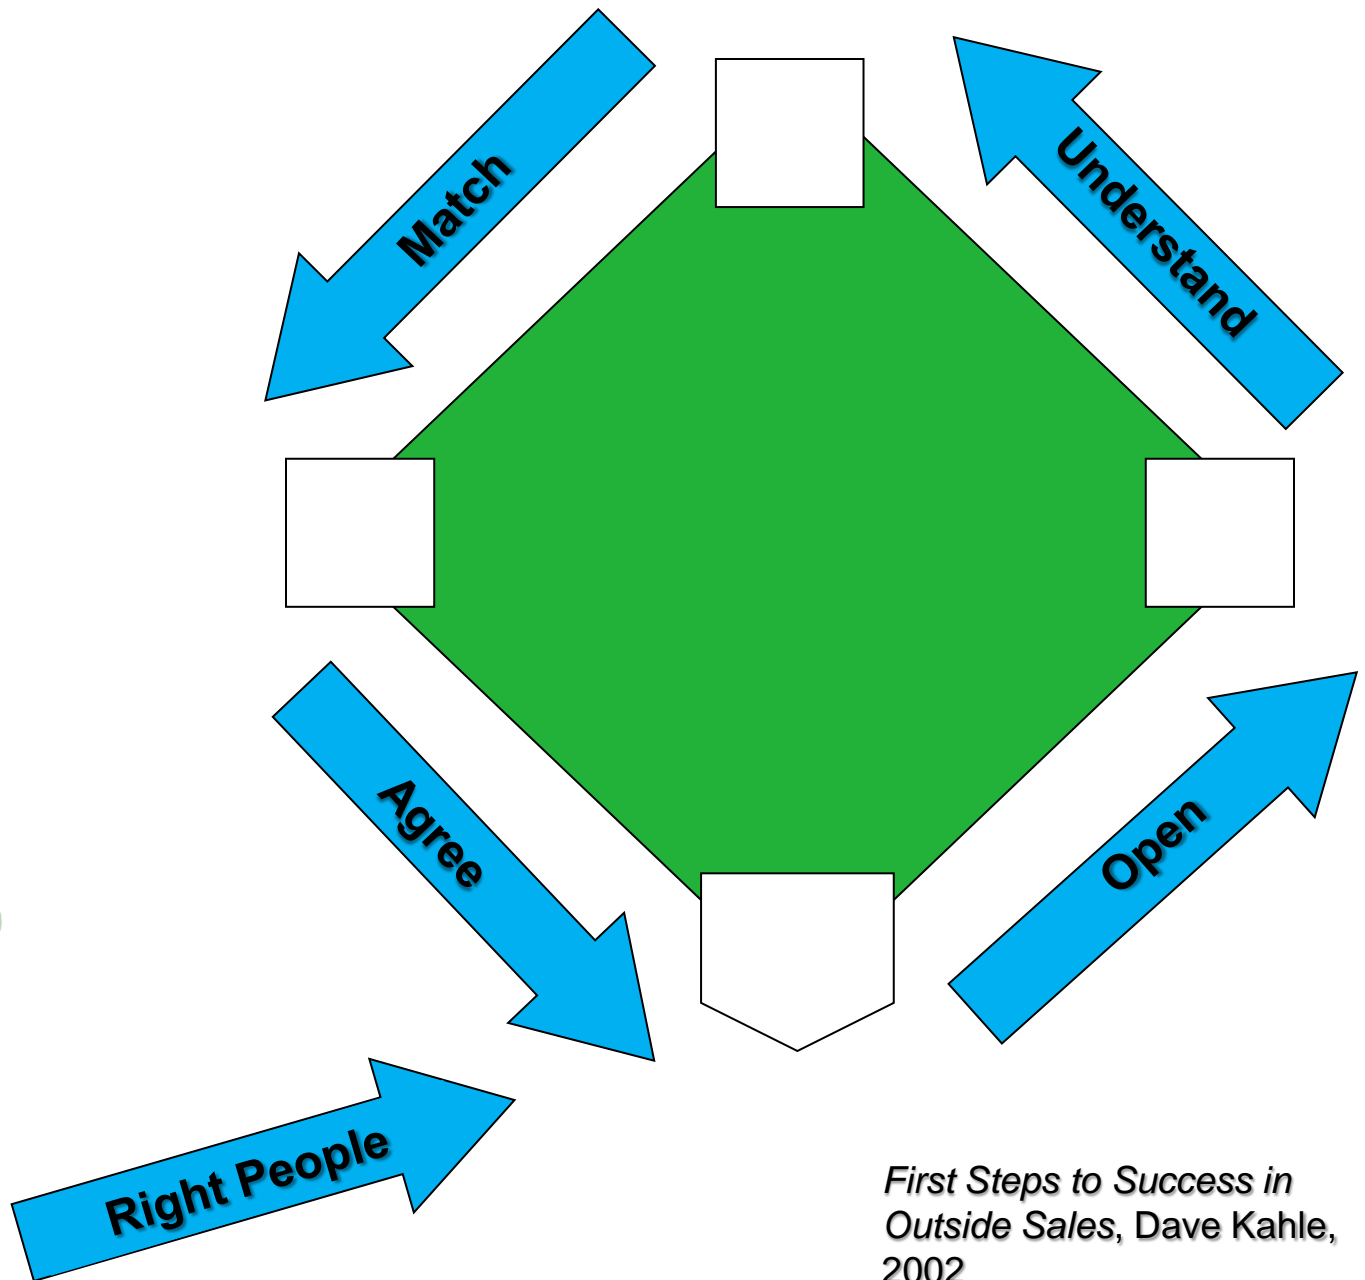 Match
Understand
Agree
Open
Right People
First Steps to Success in
Outside Sales, Dave Kahle,
2002